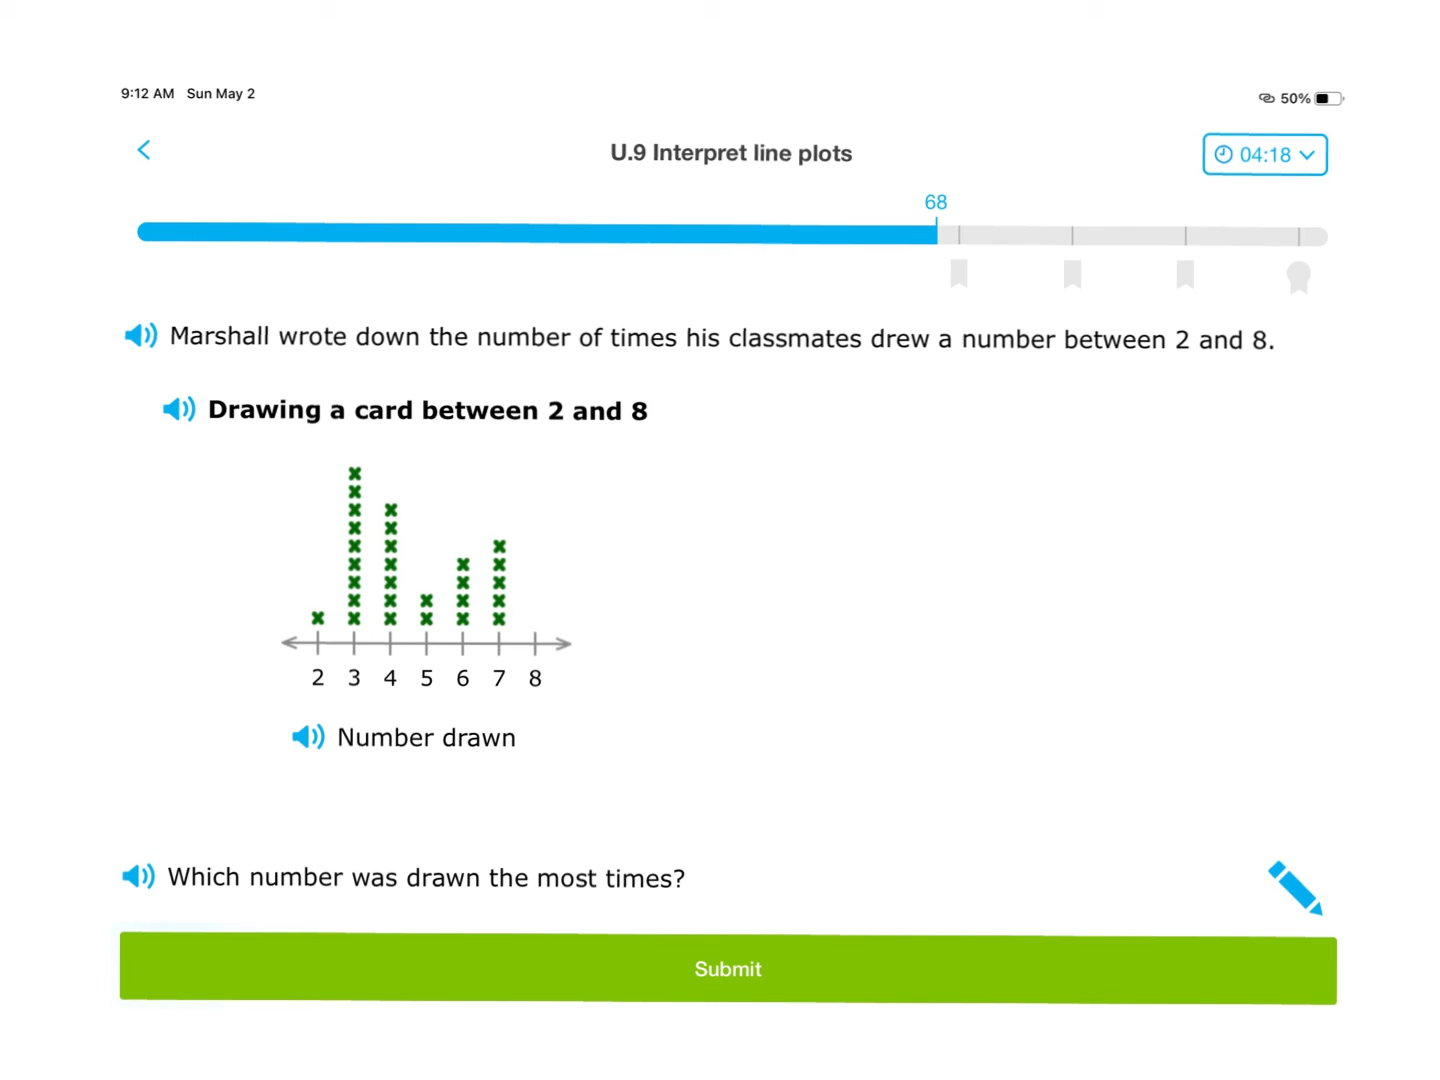 9:12 AM Sun May 2
50%
U.9 Interpret line plots
04:18
68
Marshall wrote down the number of times his classmates drew a number between 2 and 8.
Drawing a card between 2 and 8
2 3 4 5 6 7 8
Number drawn
Which number was drawn the most times?
Submit